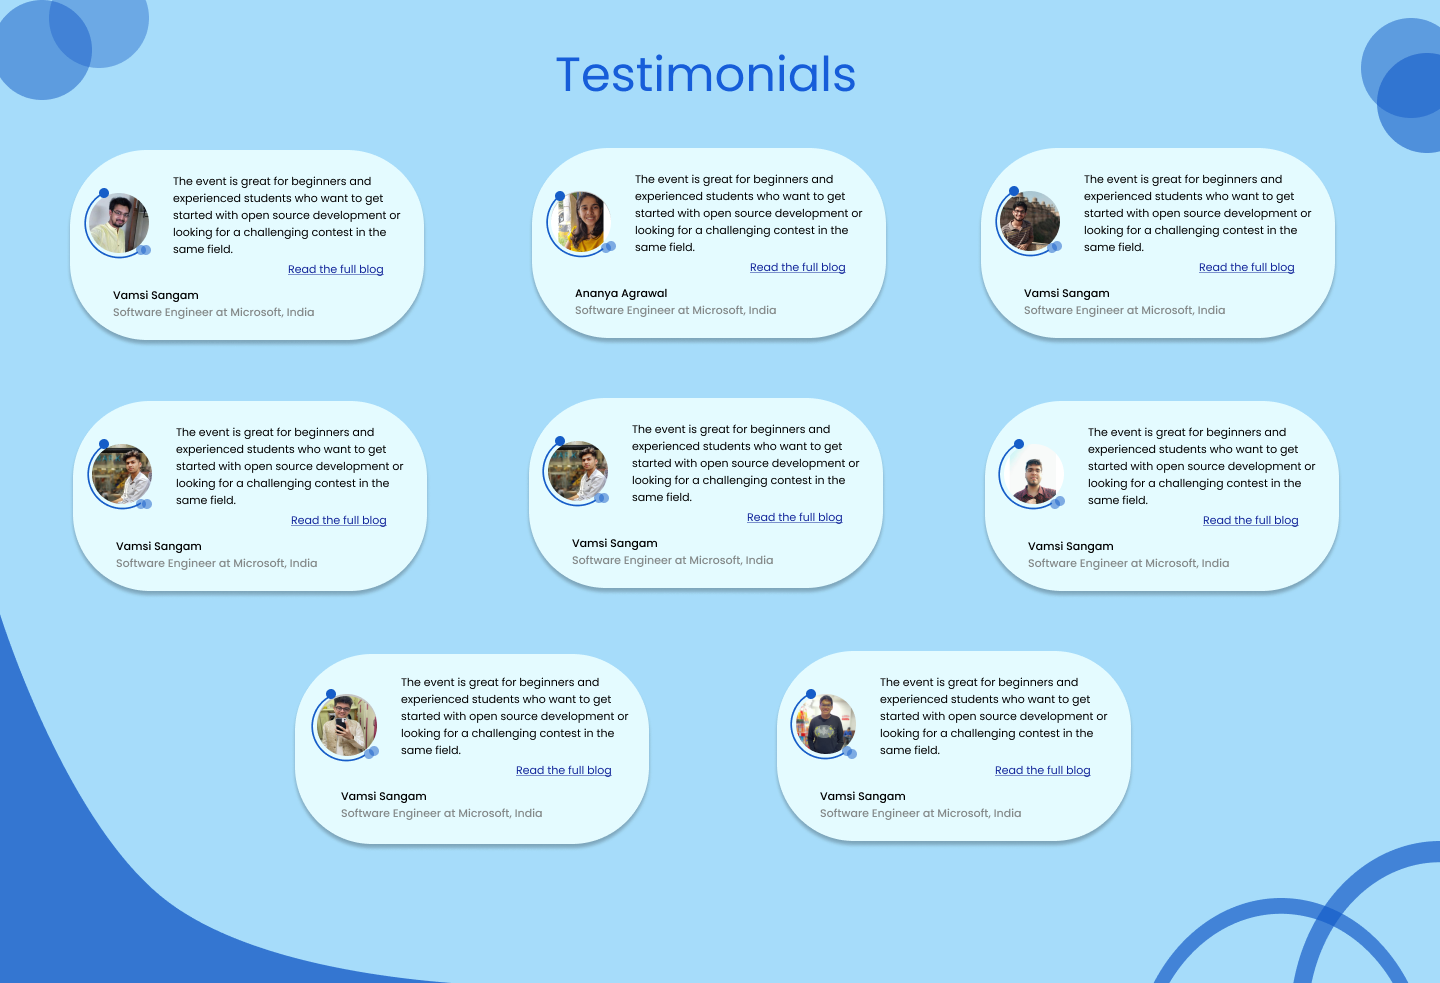 Testimonials
The event is great for beginners and
experienced students who want to get
started with open source development or
looking for a challenging contest in the
same field.
Read the full blog
Vamsi Sangam
Software Engineer at Microsoft, India
The event is great for beginners and
experienced students who want to get
started with open source development or
looking for a challenging contest in the
same field.
Read the full blog
Ananya Agrawal
Software Engineer at Microsoft, India
The event is great for beginners and
experienced students who want to get
started with open source development or
looking for a challenging contest in the
same field.
Read the full blog
Vamsi Sangam
Software Engineer at Microsoft, India
The event is great for beginners and
experienced students who want to get
started with open source development or
looking for a challenging contest in the
same field.
Read the full blog
Vamsi Sangam
Software Engineer at Microsoft, India
The event is great for beginners and
experienced students who want to get
started with open source development or
looking for a challenging contest in the
same field.
Read the full blog
Vamsi Sangam
Software Engineer at Microsoft, India
The event is great for beginners and
experienced students who want to get
started with open source development or
looking for a challenging contest in the
same field.
Read the full blog
Vamsi Sangam
Software Engineer at Microsoft, India
The event is great for beginners and
experienced students who want to get
started with open source development or
looking for a challenging contest in the
same field.
Read the full blog
Vamsi Sangam
Software Engineer at Microsoft, India
The event is great for beginners and
experienced students who want to get
started with open source development or
looking for a challenging contest in the
same field.
Read the full blog
Vamsi Sangam
Software Engineer at Microsoft, India